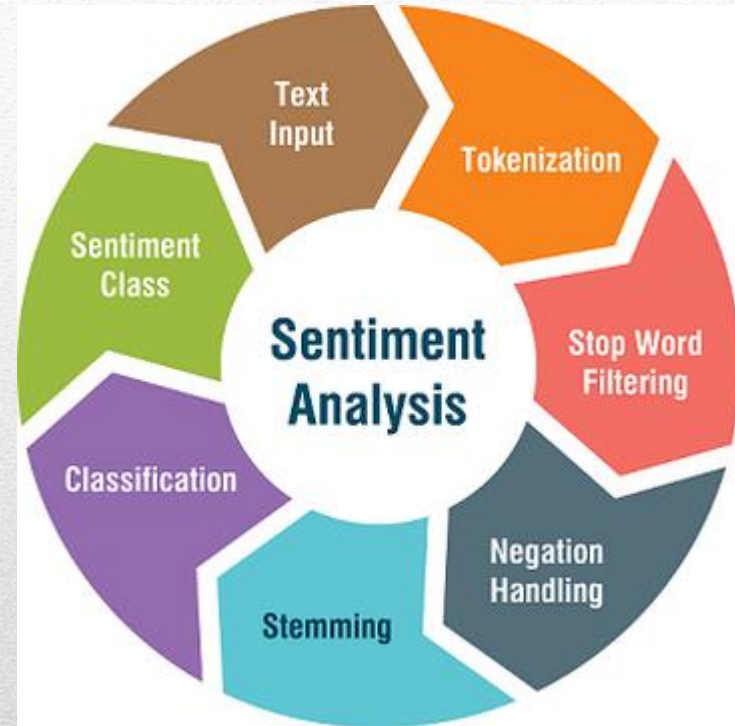 Text
Input
Tokenization
Stop Word
Filtering
Negation
Handling
Stemming
Classification
Sentiment
Class
Sentiment
Analysis